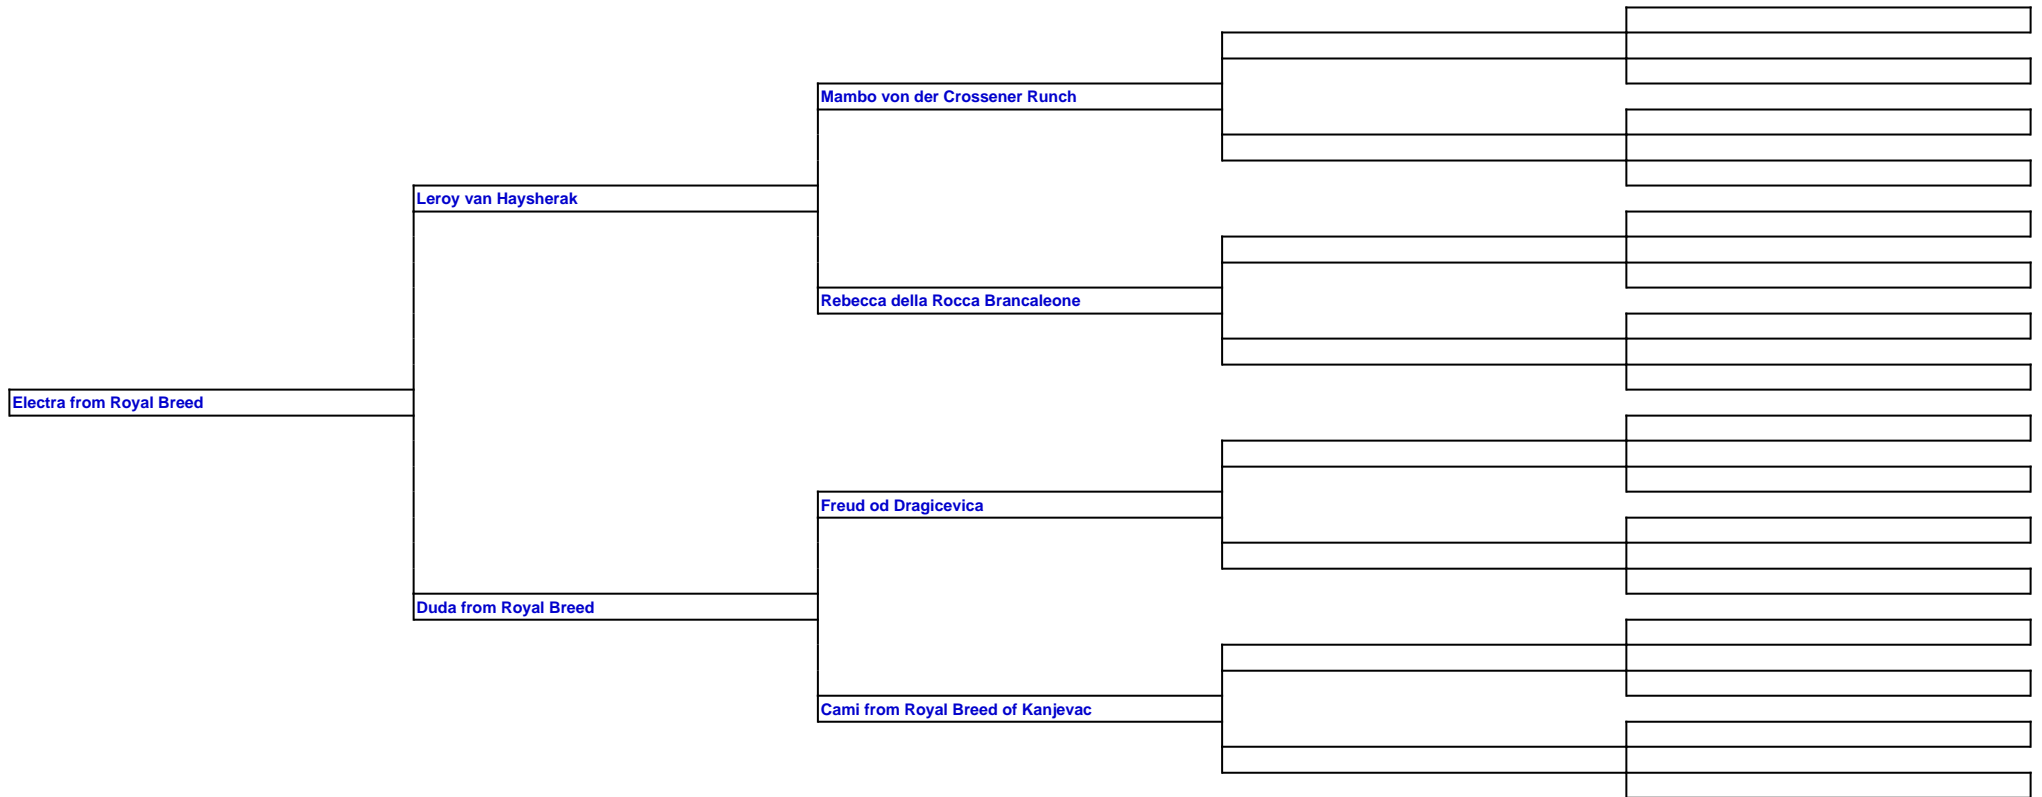 Mambo von der Crossener Runch
Leroy van Haysherak
Rebecca della Rocca Brancaleone
Electra from Royal Breed
Freud od Dragicevica
Duda from Royal Breed
Cami from Royal Breed of Kanjevac